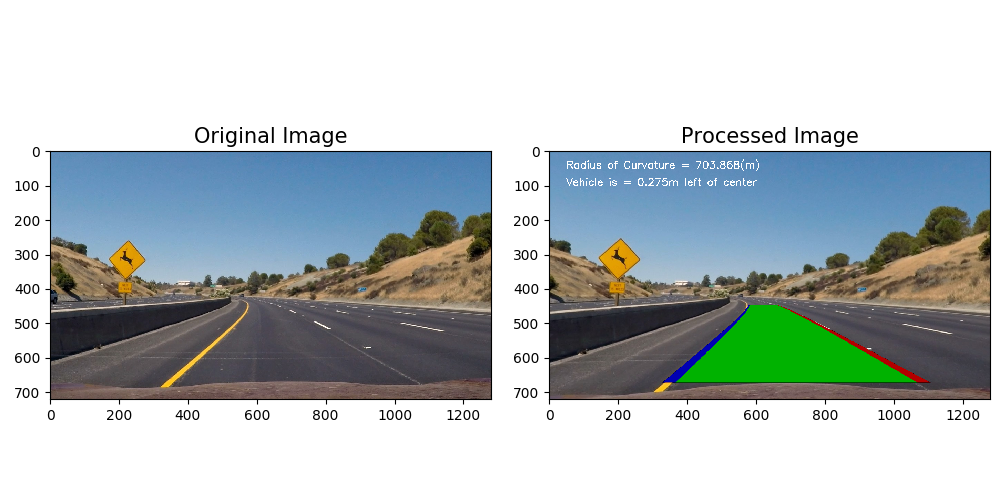 Original Image
Processed Image
0
100
200
300
400
500
600
700
0 200 400 600 800 1000 1200
0
100
200
300
400
500
600
700
0 200 400 600 800 1000 1200
Radius of Curvature = 703.868(m)
Vehicle is = 0.275m left of center